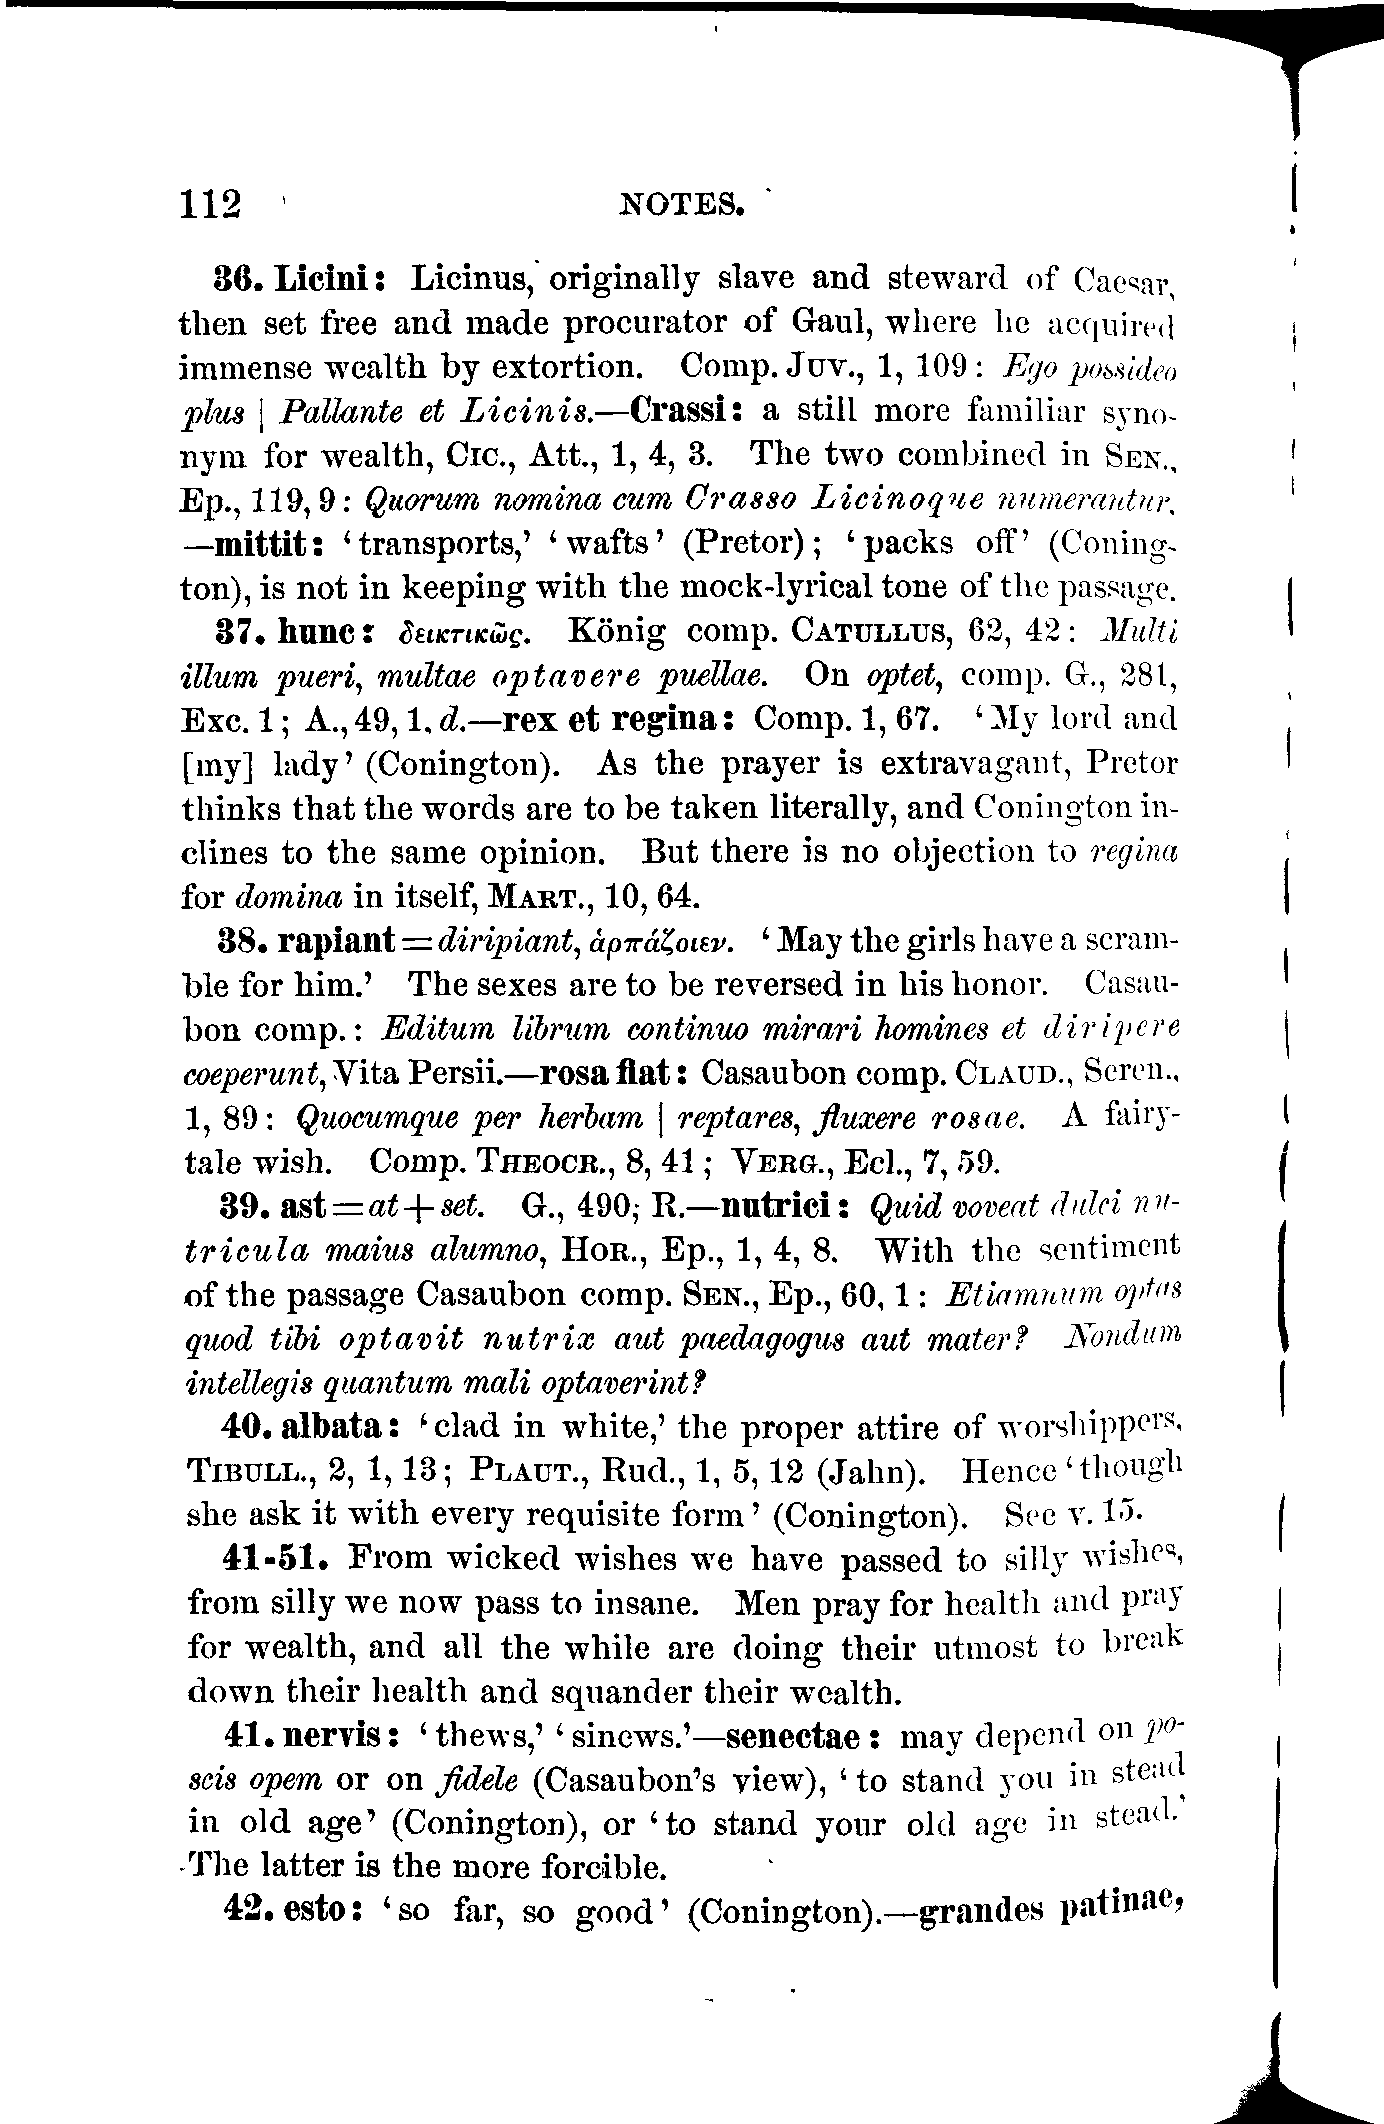 112 NOTES.
36. Licini: Licinus, originally slave and steward of Caesar,
then set free and made procurator of Gaul, where he acquired
immense wealth by extortion. Comp. JUV., 1, 109: Ego possideo
plus | Pallante et Licinis.—Crassi: a still more familiar syno-
nym for wealth, CIC., Att., 1, 4, 3. The two combined in SEN.,
Ep., 119, 9: Quorum nomina cum Crasso Licinoque numerantur.
—mittit: ‘transports,’ ‘wafts’ (Pretor); ‘packs off’ (Coning-
ton), is not in keeping with the mock-lyrical tone of the passage.
37. hunc: δεικτικῶς. König comp. CATULLUS, 62, 42: Multi
illum pueri, multae optavere puellae. On optet, comp. G., 281,
Exc. 1; A., 49, 1, d.—rex et regina: Comp. 1, 67. ‘My lord and
[my] lady’ (Conington). As the prayer is extravagant, Pretor
thinks that the words are to be taken literally, and Conington in-
clines to the same opinion. But there is no objection to regina
for domina in itself, MART., 10, 64.
38. rapiant = diripiant, ἁρπάζοιεν. ‘May the girls have a scram-
ble for him.’ The sexes are to be reversed in his honor. Casau-
bon comp.: Editum librum continuo mirari homines et diripere
coeperunt, Vita Persii.—rosa fiat: Casaubon comp. CLAUD., Seren.,
1, 89: Quocumque per herbam | reptares, fluxere rosae. A fairy-
tale wish. Comp. THEOCR., 8, 41; VERG., Ecl., 7, 59.
39. ast = at + set. G., 490; R.—nutrici: Quid voveat dulci nu-
tricula maius alumno, HOR., Ep., 1, 4, 8. With the sentiment
of the passage Casaubon comp. SEN., Ep., 60, 1: Etiamnum optas
quod tibi optavit nutrix aut paedagogus aut mater? Nondum
intellegis quantum mali optaverint?
40. albata: ‘clad in white,’ the proper attire of worshippers.
TIBULL., 2, 1, 13; PLAUT., Rud., 1, 5, 12 (Jahn). Hence ‘though
she ask it with every requisite form’ (Conington). See v. 15.
41-51. From wicked wishes we have passed to silly wishes,
from silly we now pass to insane. Men pray for health and pray
for wealth, and all the while are doing their utmost to break
down their health and squander their wealth.
41. nervis: ‘thews,’ ‘sinews.’—senectae: may depend on po-
scis opem or on fidele (Casaubon's view), ‘to stand you in stead
in old age’ (Conington), or ‘to stand your old age in stead.’
The latter is the more forcible.
42. esto: ‘so far, so good’ (Conington).—grandes patinae,